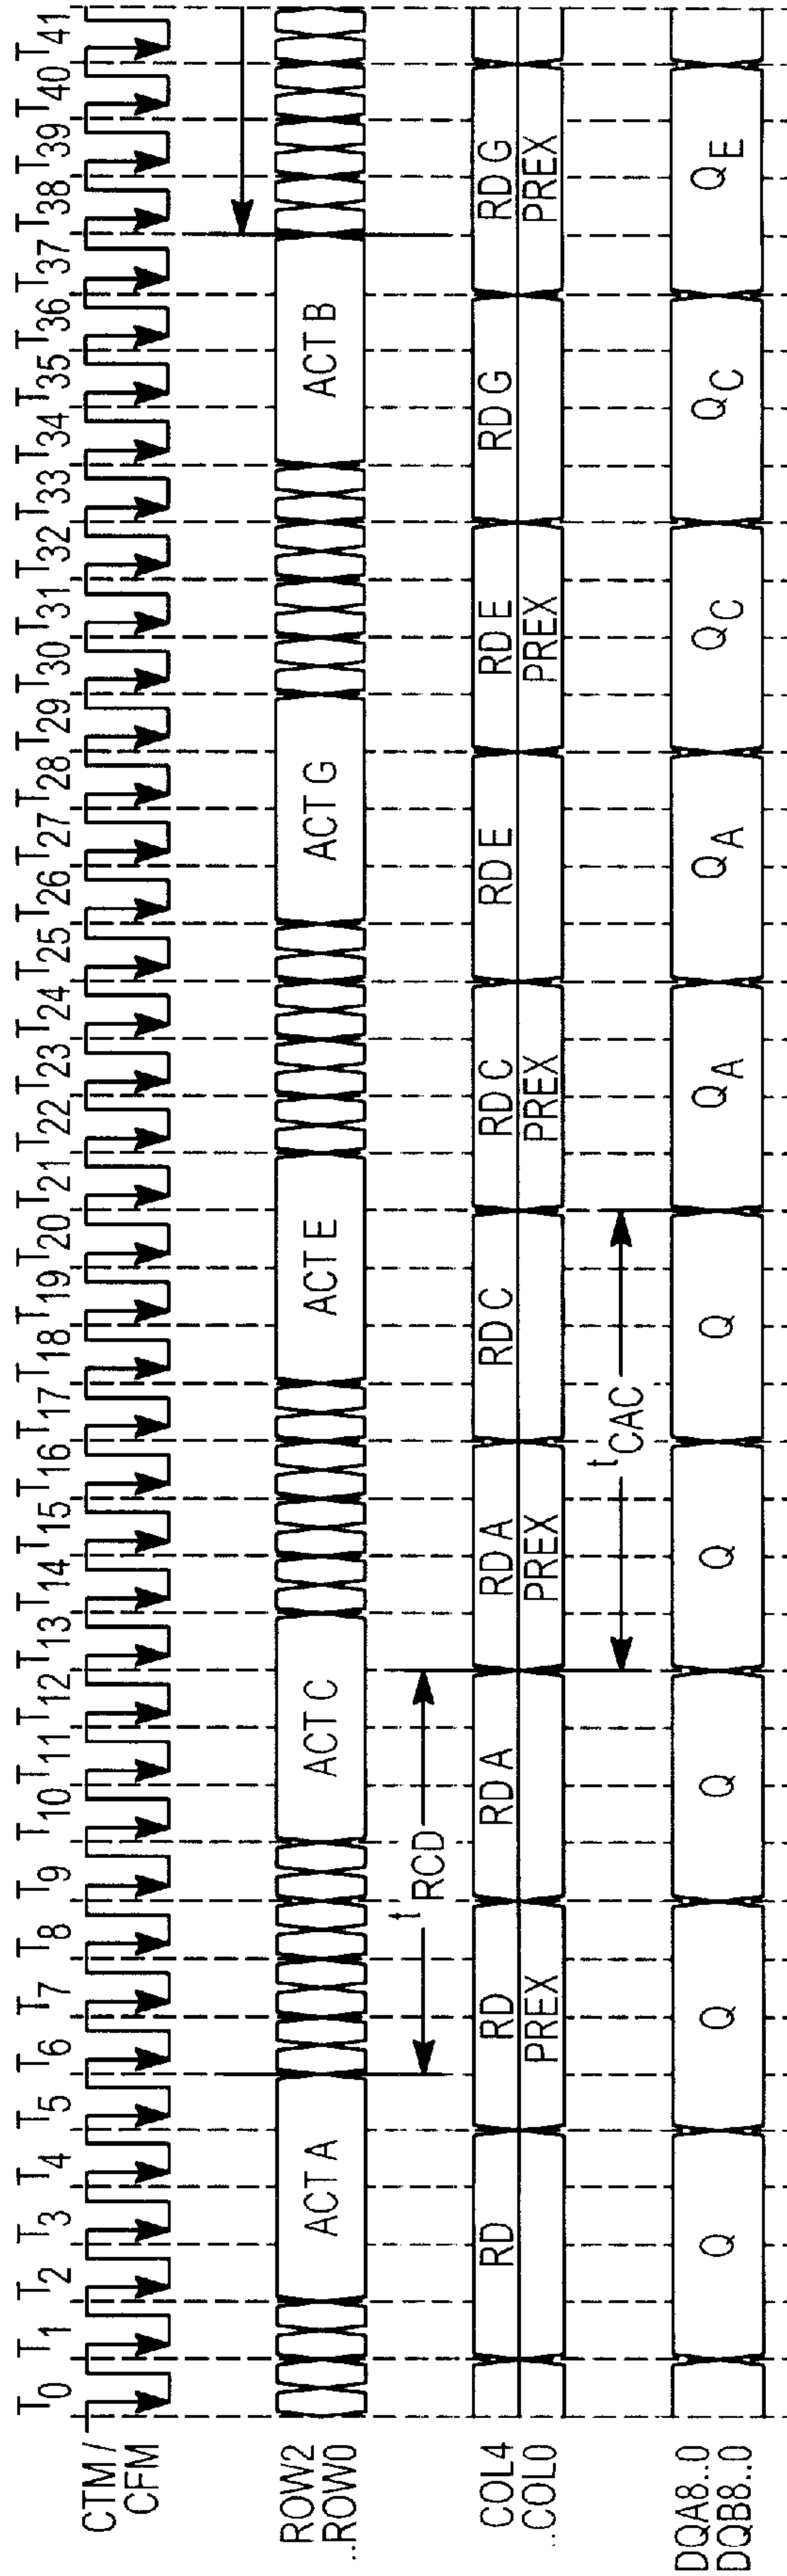 T0 T1 T2 T3 T4 T5 T6 T7 T8 T9 T10 T11 T12 T13 T14 T15 T16 T17 T18 T19 T20 T21 T22 T23 T24 T25 T26 T27 T28 T29 T30 T31 T32 T33 T34 T35 T36 T37 T38 T39 T40 T41
CTM /
CFM
ROW2
..ROW0
ACT A ACT C ACT E ACT G ACT B
tRCD
COL4
..COL0
RD RD RD A RD A RD C RD C RD E RD E RD G RD G
PREX PREX PREX PREX PREX
tCAC
DQA8..0
DQB8..0
Q Q Q Q Q QA QA QC QC QE